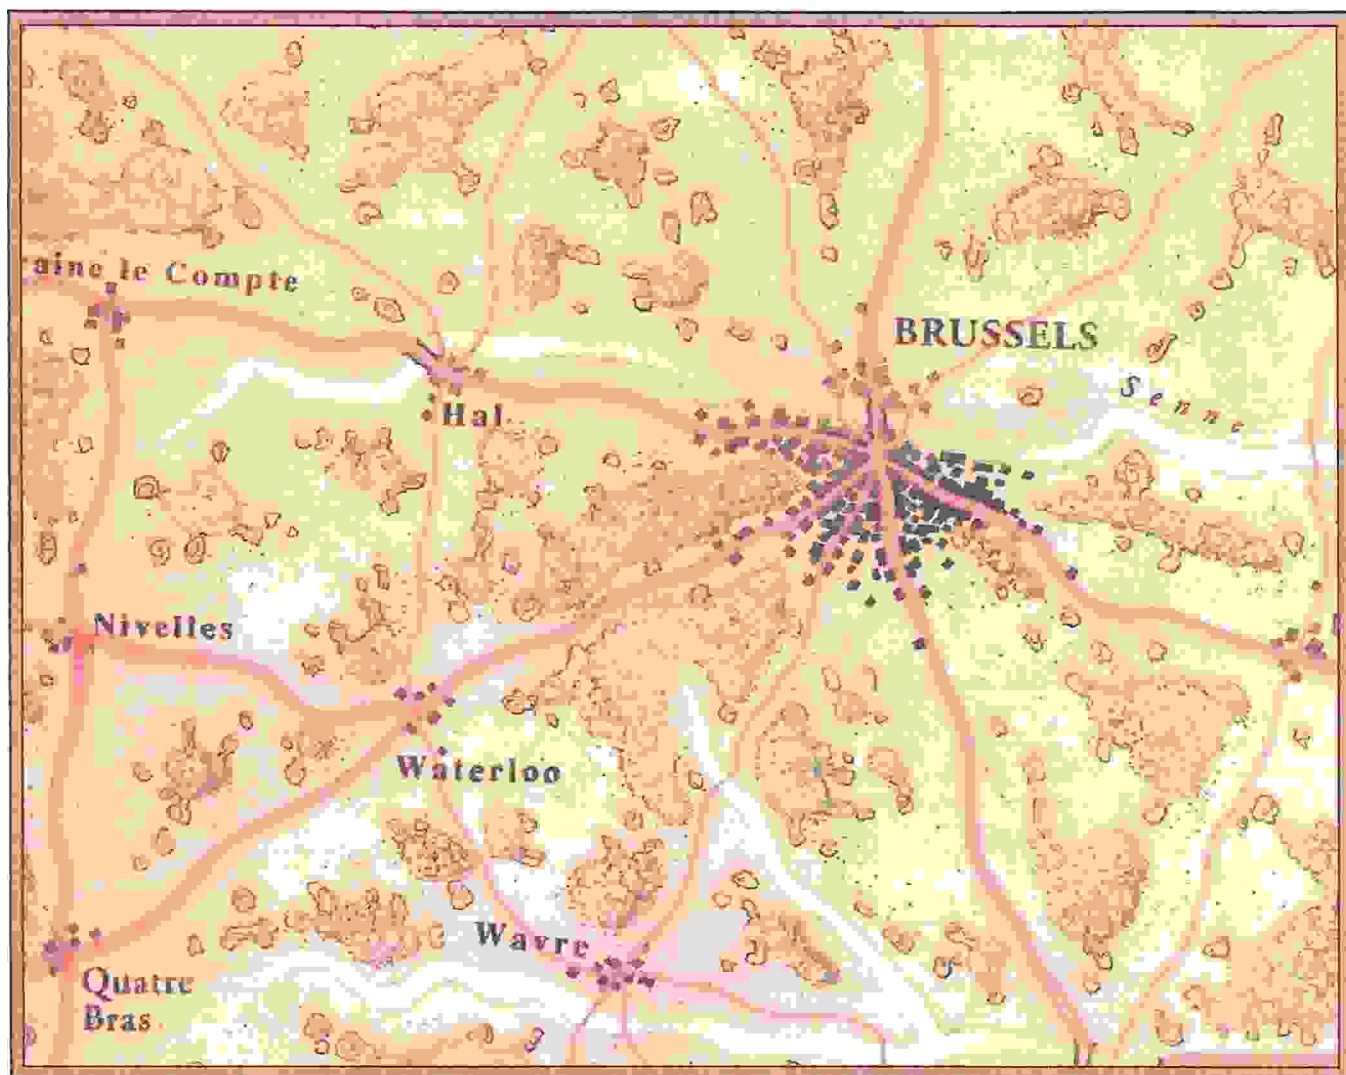 aine le Compte
BRUSSELS
Senne
Hal
Nivelles
Waterloo
Wavre
Quatre
Bras